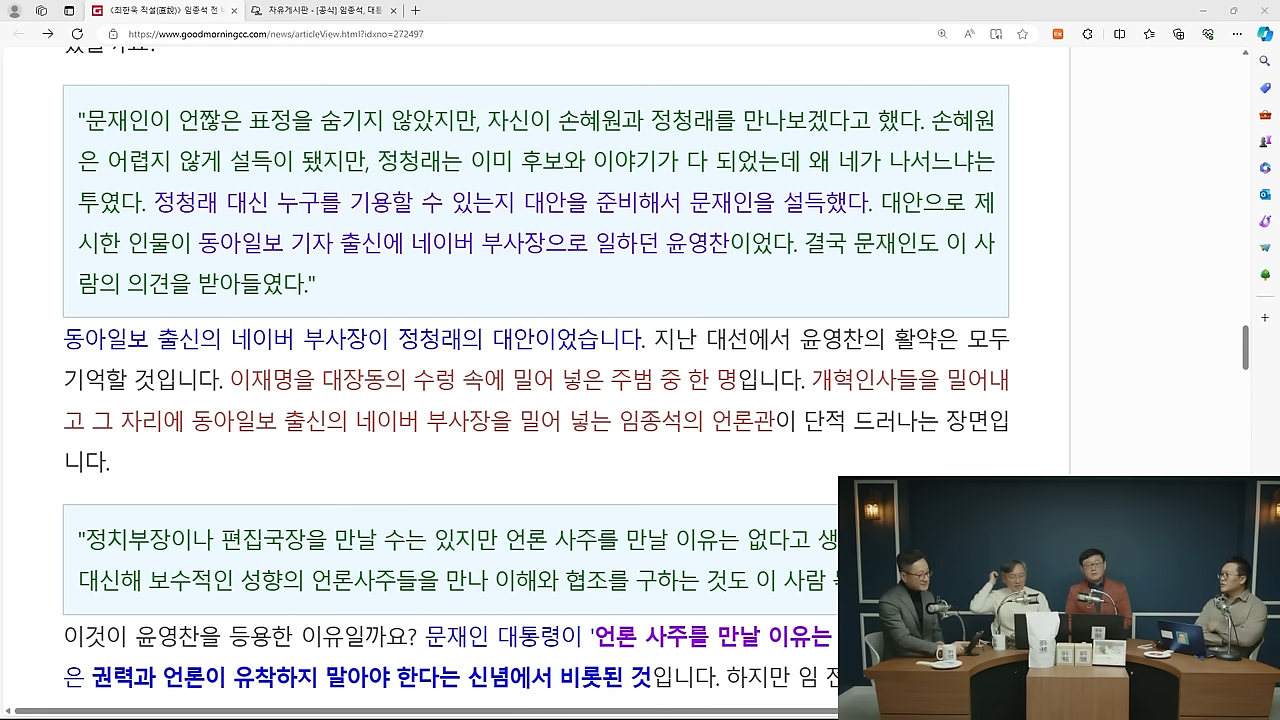 《최한욱 직설(直說)》 임종석 전 비
자유게시판 - [공식] 임종석, 대든
https://www.goodmorningcc.com/news/articleView.html?idxno=272497
"문재인이 언짢은 표정을 숨기지 않았지만, 자신이 손혜원과 정청래를 만나보겠다고 했다. 손혜원
은 어렵지 않게 설득이 됐지만, 정청래는 이미 후보와 이야기가 다 되었는데 왜 네가 나서느냐는
투였다. 정청래 대신 누구를 기용할 수 있는지 대안을 준비해서 문재인을 설득했다. 대안으로 제
시한 인물이 동아일보 기자 출신에 네이버 부사장으로 일하던 윤영찬이었다. 결국 문재인도 이 사
람의 의견을 받아들였다."
동아일보 출신의 네이버 부사장이 정청래의 대안이었습니다. 지난 대선에서 윤영찬의 활약은 모두
기억할 것입니다. 이재명을 대장동의 수렁 속에 밀어 넣은 주범 중 한 명입니다. 개혁인사들을 밀어내
고 그 자리에 동아일보 출신의 네이버 부사장을 밀어 넣는 임종석의 언론관이 단적 드러나는 장면입
니다.
"정치부장이나 편집국장을 만날 수는 있지만 언론 사주를 만날 이유는 없다고 생
대신해 보수적인 성향의 언론사주들을 만나 이해와 협조를 구하는 것도 이 사람
이것이 윤영찬을 등용한 이유일까요? 문재인 대통령이 '언론 사주를 만날 이유는
은 권력과 언론이 유착하지 말아야 한다는 신념에서 비롯된 것입니다. 하지만 임 전